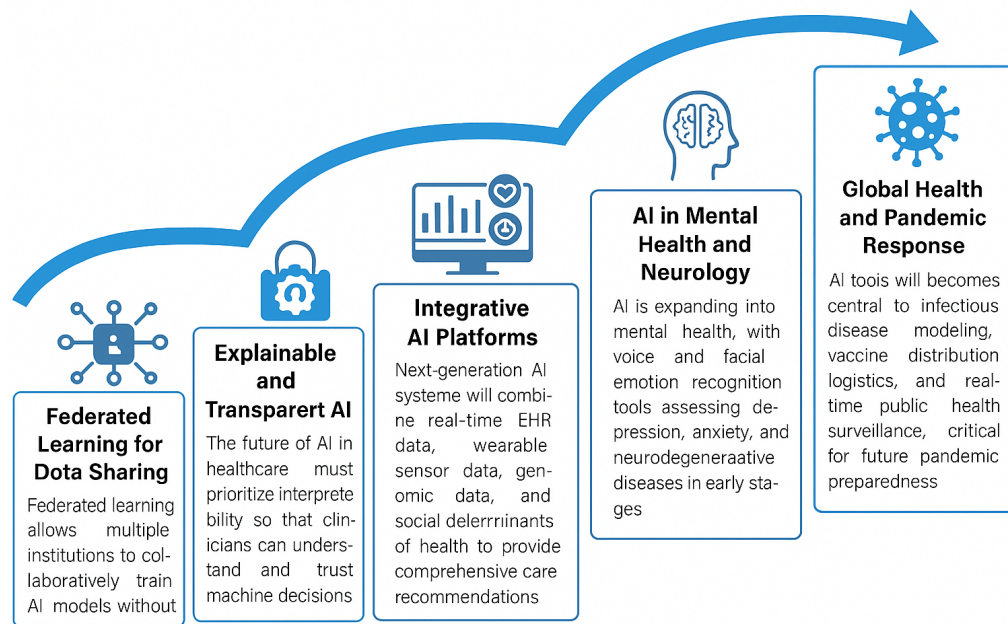 Federated
Learning for
Dota Sharing
Federated learning
allows multiple
institutions to col-
laboratively train
AI models without
Explainable
and
Transparert AI
The future of AI in
healthcare must
prioritize interprete
bility so that clin-
icians can unders-
tand and trust
machine decisions
Integrative
AI Platforms
Next-generation AI
systeme will combi-
ne real-time EHR
data, wearable
sensor data, gen-
omic data, and
social delerrrinants
of health to provide
comprehensive care
recommendations
AI in Mental
Health and
Neurology
AI is expanding into
mental health, with
voice and facial
emotion recognition
tools assessing de-
pression, anxiety, and
neurodegeneraative
diseases in early sta-
ges
Global Health
and Pandemic
Response
AI toois will becomes
central to infectious
disease modeling,
vaccine distribution
logistics, and real-
time public health
surveillance, critical
for future pandemic
preparedness